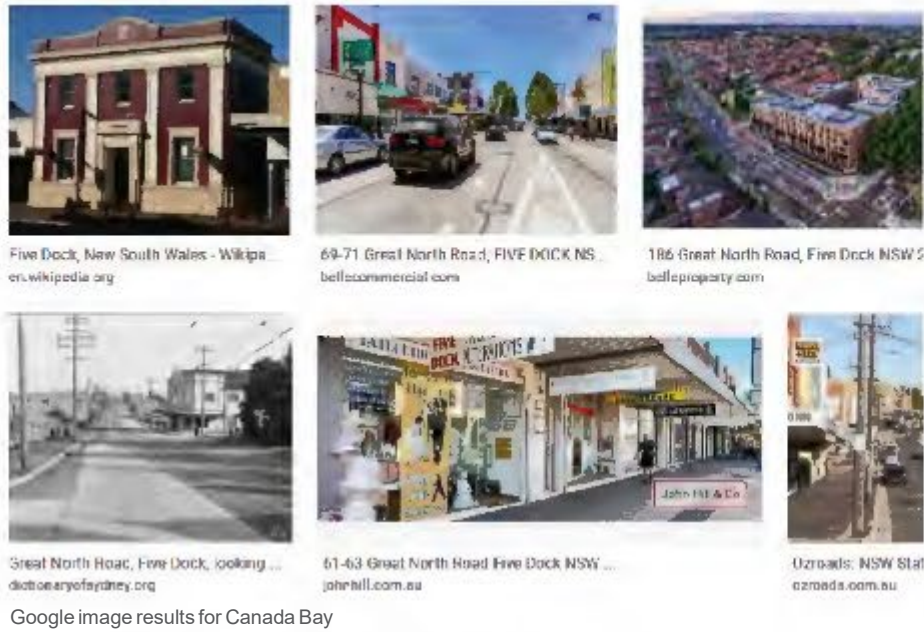 Five Dock, New South Wales - Wikipe...
en.wikipedia.org
69-71 Great North Road, FIVE DOCK NS...
bellecommercial.com
186 Great North Road, Five Dock NSW 2
belleproperty.com
FIVE
DOCK ALTERATIONS
John Hill & Co
Great North Road, Five Dock, looking ...
dictionaryofsydney.org
61-63 Great North Road Five Dock NSW ...
johnhill.com.au
Ozroads: NSW Stat
ozroads.com.au
Google image results for Canada Bay